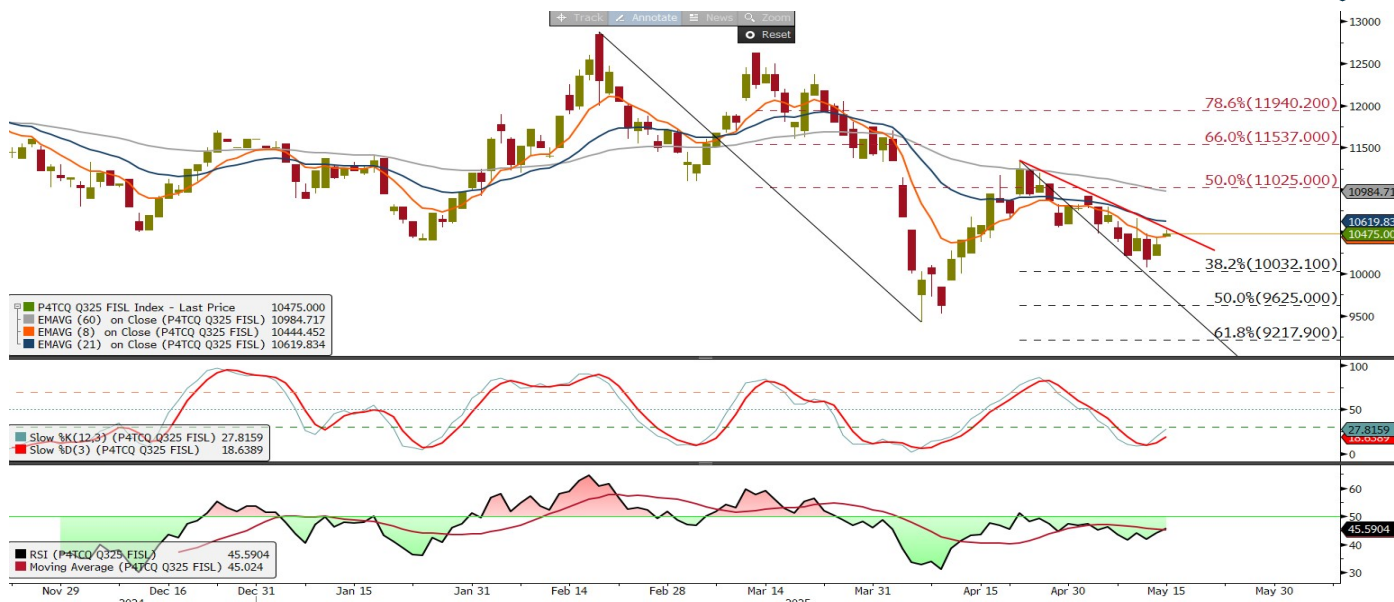 Track Annotate News Zoom
Reset
13000
12000
11500
10000
9500
78.6%(11940.200)
66.0%(11537.000)
50.0%(11025.000)
38.2%(10032.100)
50.0%(9625.000)
61.8%(9217.900)
10984.71
10619.83
10475.00
P4TCQ Q325 FISL Index - Last Price 10475.000
EMAVG (60) on Close (P4TCQ Q325 FISL) 10984.717
EMAVG (8) on Close (P4TCQ Q325 FISL) 10444.452
EMAVG (21) on Close (P4TCQ Q325 FISL) 10619.834
100
50
0
27.8159
18.6389
Slow %K(12,3) (P4TCQ Q325 FISL) 27.8159
Slow %D(3) (P4TCQ Q325 FISL) 18.6389
60
50
40
30
45.5904
RSI (P4TCQ Q325 FISL) 45.5904
Moving Average (P4TCQ Q325 FISL) 45.024
Nov 29 Dec 16 Dec 31 Jan 15 Jan 31 Feb 14 Feb 28 Mar 14 Mar 31 Apr 15 Apr 30 May 15 May 30
2024 2025